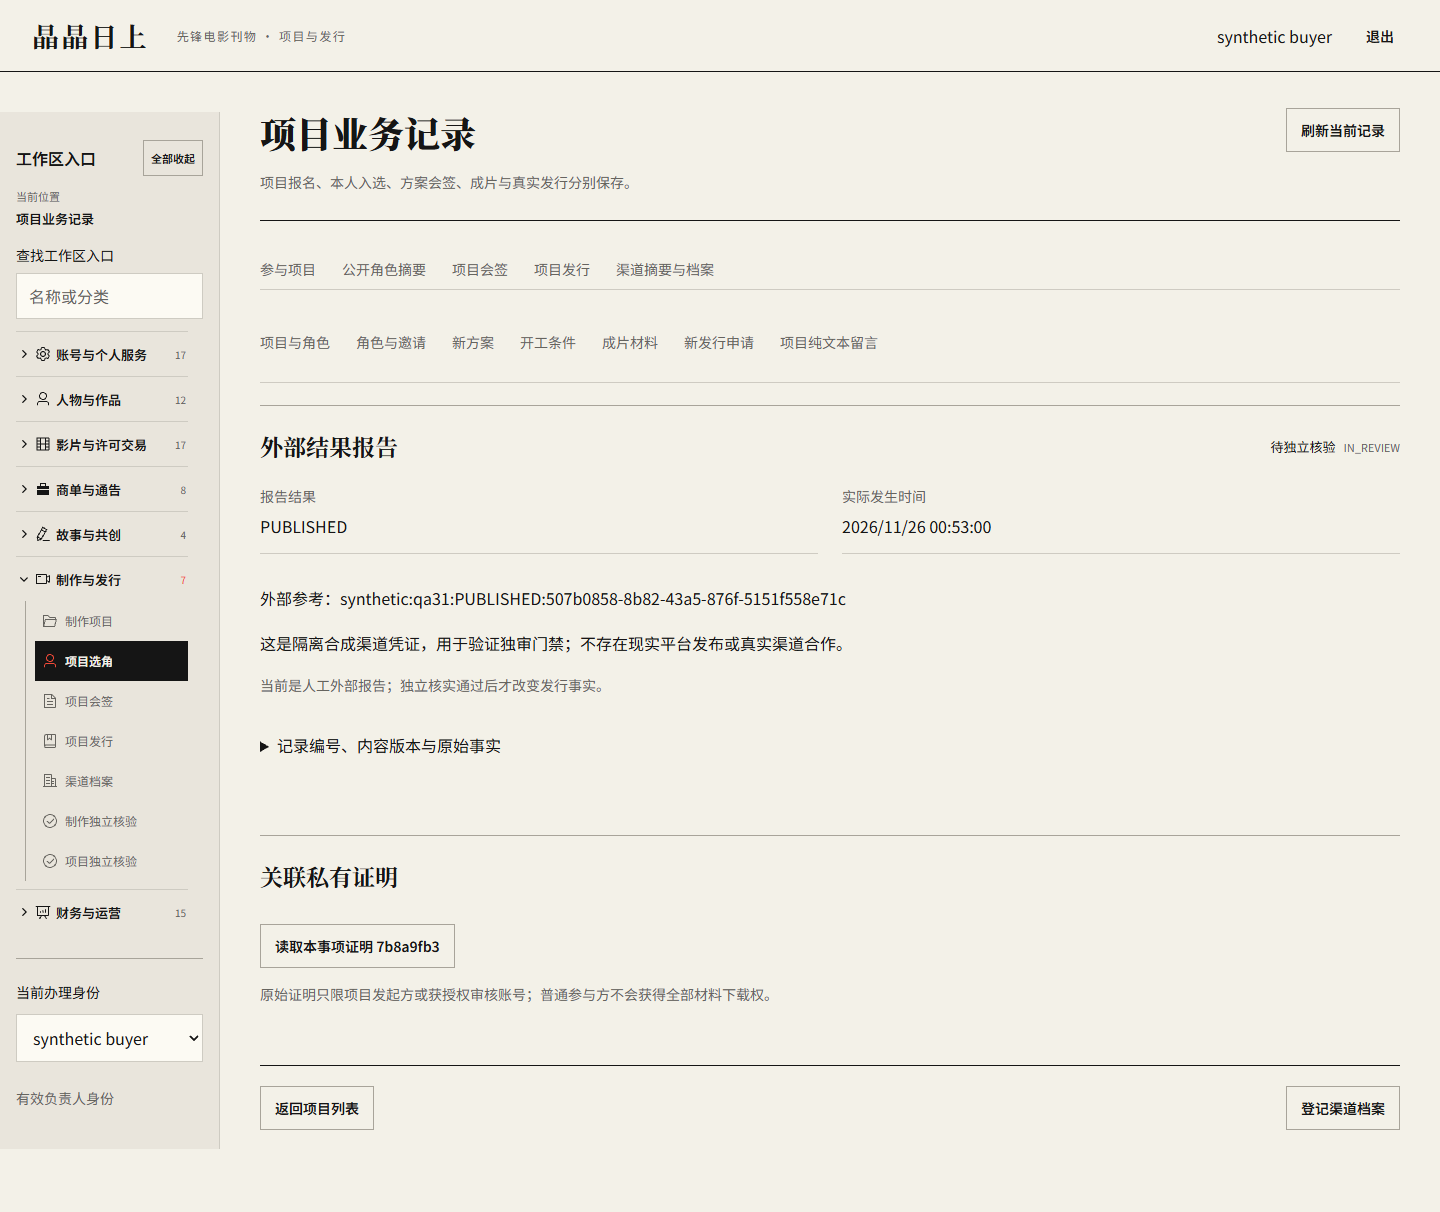 晶晶日上
先锋电影刊物 • 项目与发行
synthetic buyer
退出
工作区入口
全部收起
当前位置
项目业务记录
查找工作区入口
名称或分类
账号与个人服务 17
人物与作品 12
影片与许可交易 17
商单与通告 8
故事与共创 4
制作与发行 7
制作项目
项目选角
项目会签
项目发行
渠道档案
制作独立核验
项目独立核验
财务与运营 15
当前办理身份
synthetic buyer
有效负责人身份
项目业务记录
刷新当前记录
项目报名、本人入选、方案会签、成片与真实发行分别保存。
参与项目 公开角色摘要 项目会签 项目发行 渠道摘要与档案
项目与角色 角色与邀请 新方案 开工条件 成片材料 新发行申请 项目纯文本留言
外部结果报告
待独立核验 IN_REVIEW
报告结果
PUBLISHED
实际发生时间
2026/11/26 00:53:00
外部参考：synthetic:qa31:PUBLISHED:507b0858-8b82-43a5-876f-5151f558e71c
这是隔离合成渠道凭证，用于验证独审门禁；不存在现实平台发布或真实渠道合作。
当前是人工外部报告；独立核实通过后才改变发行事实。
记录编号、内容版本与原始事实
关联私有证明
读取本事项证明 7b8a9fb3
原始证明只限项目发起方或获授权审核账号；普通参与方不会获得全部材料下载权。
返回项目列表
登记渠道档案